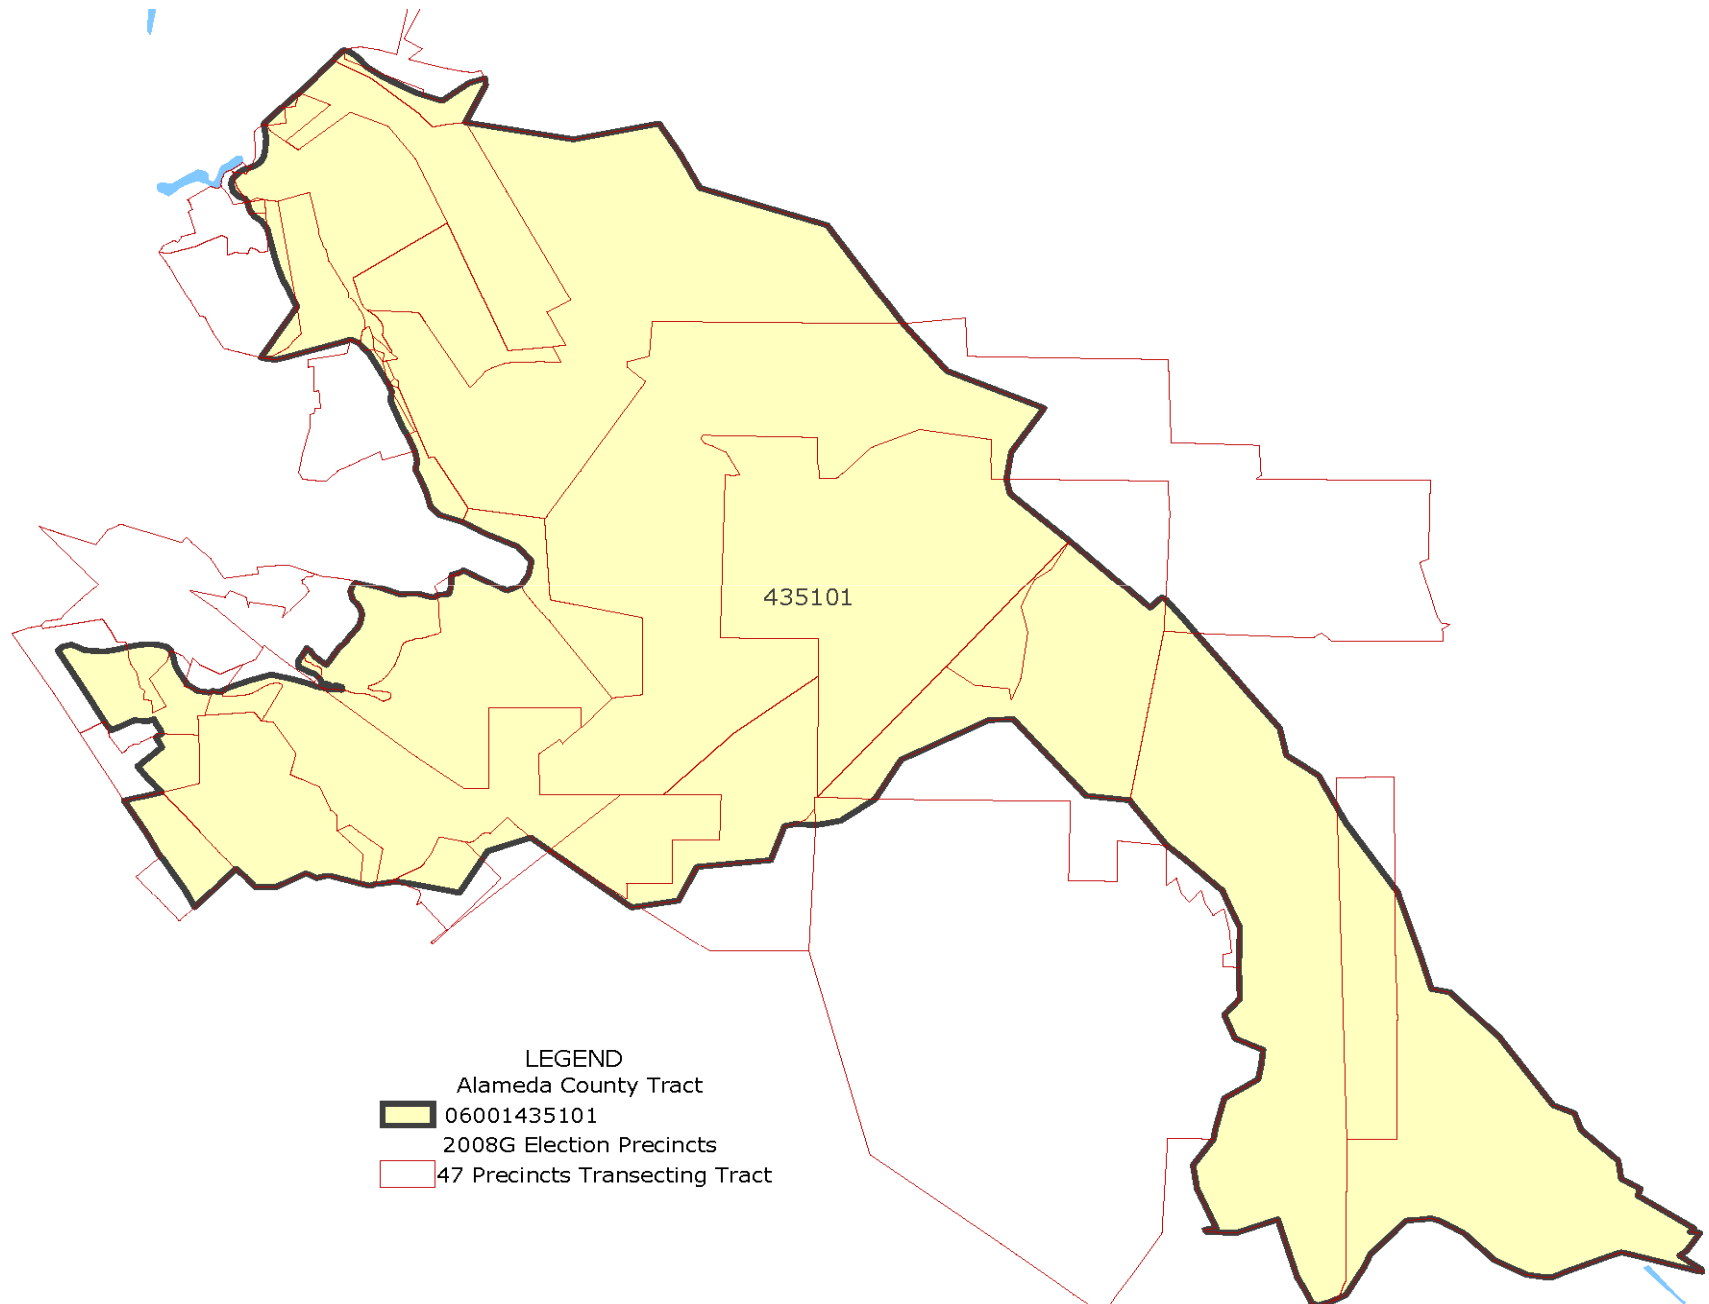 435101
LEGEND
Alameda County Tract
06001435101
2008G Election Precincts
47 Precincts Transecting Tract